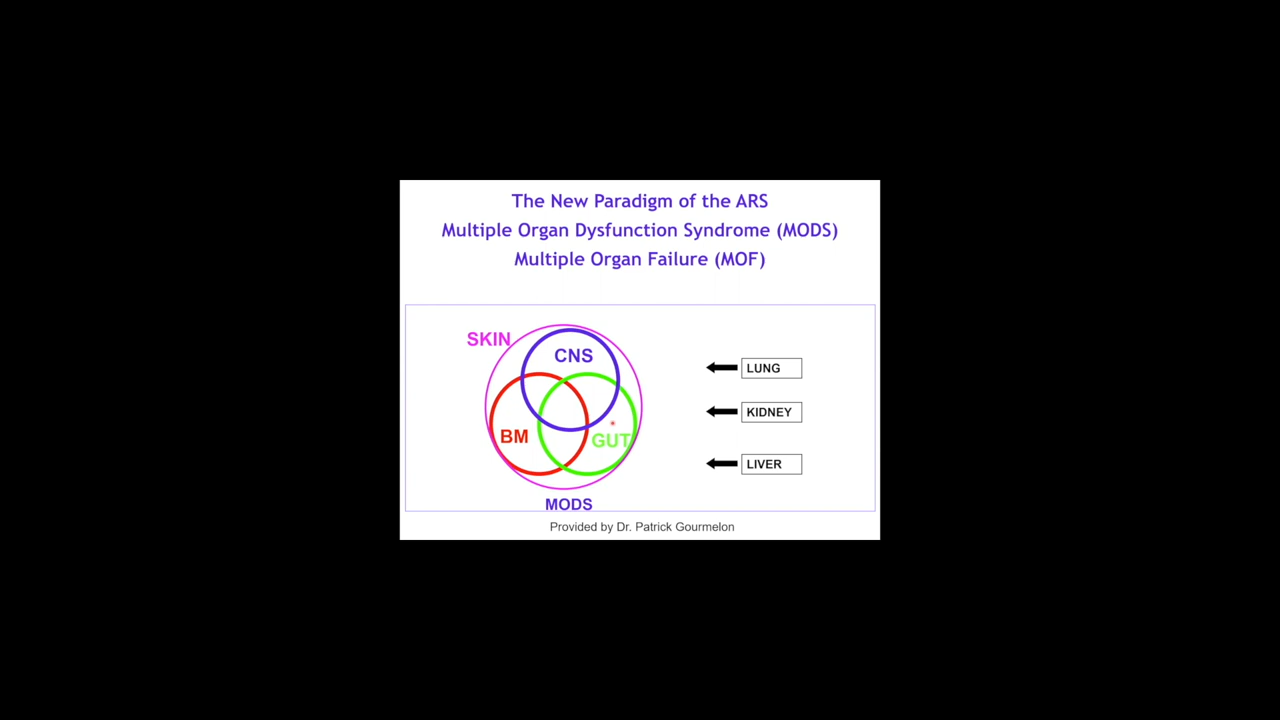 The New Paradigm of the ARS
Multiple Organ Dysfunction Syndrome (MODS)
Multiple Organ Failure (MOF)
SKIN
CNS
BM
GUT
MODS
LUNG
KIDNEY
LIVER
Provided by Dr. Patrick Gourmelon